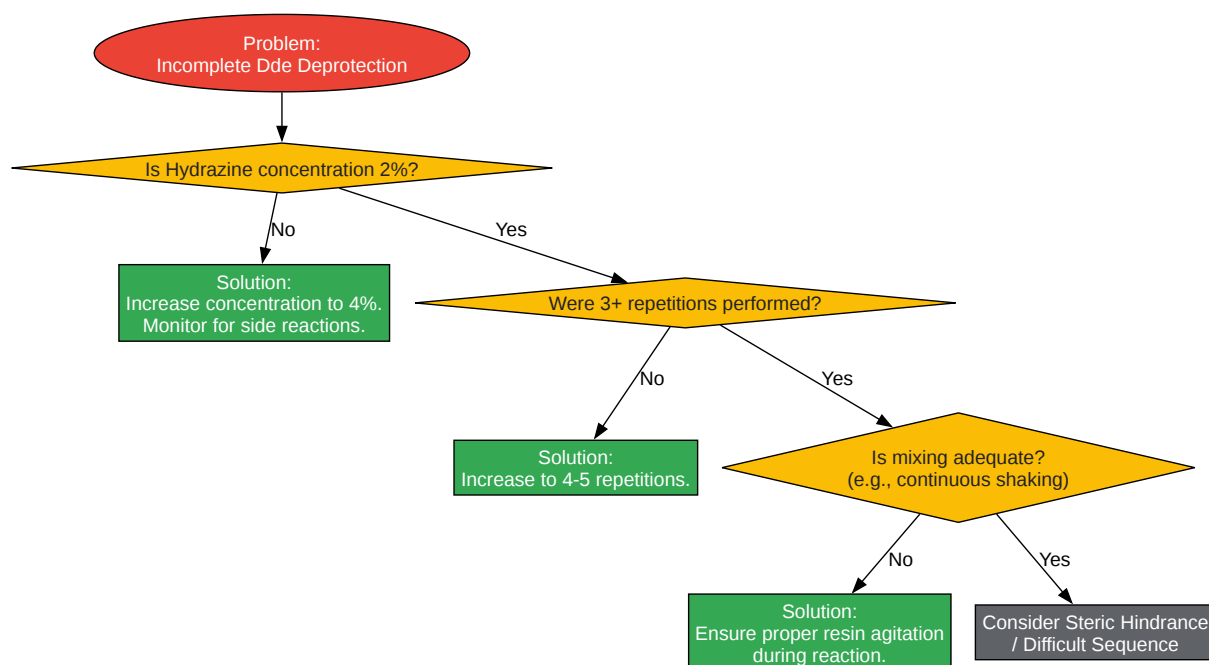 Problem:
Incomplete Dde Deprotection
Is Hydrazine concentration 2%?
No
Yes
Solution:
Increase concentration to 4%.
Monitor for side reactions.
Were 3+ repetitions performed?
No
Yes
Solution:
Increase to 4-5 repetitions.
Is mixing adequate?
(e.g., continuous shaking)
No
Yes
Solution:
Ensure proper resin agitation
during reaction.
Consider Steric Hindrance
/ Difficult Sequence